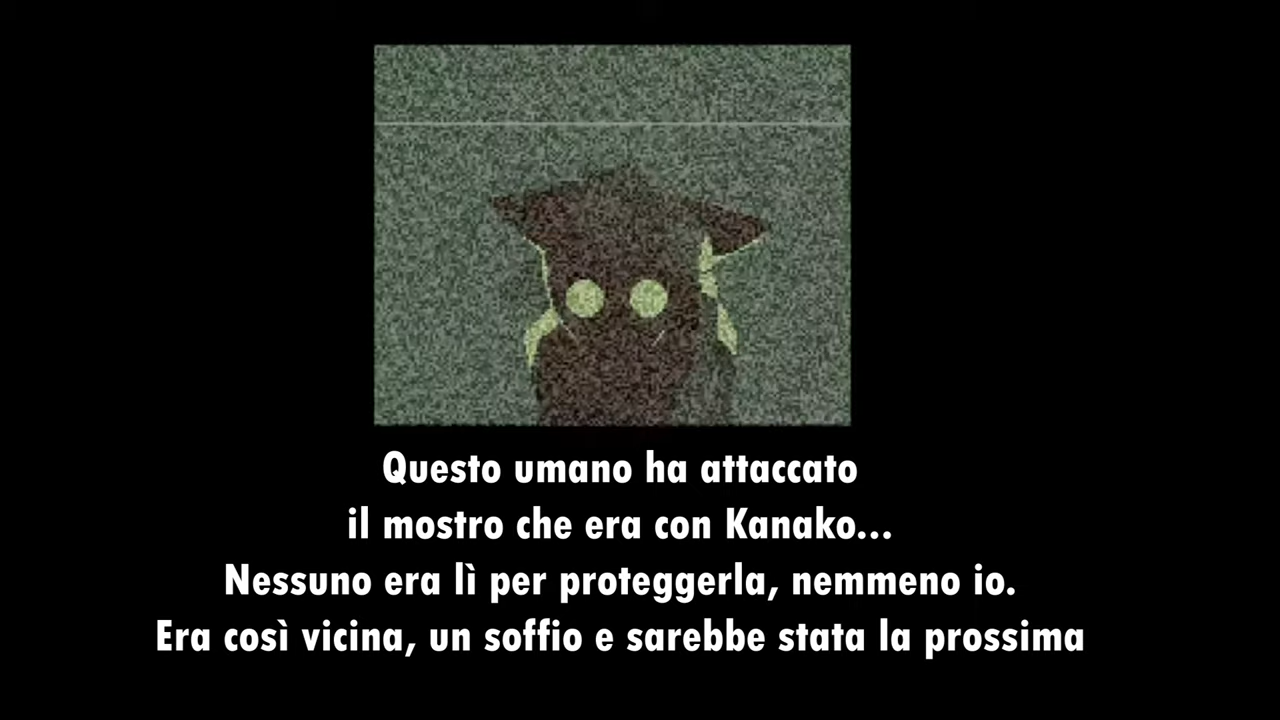 Questo umano ha attaccato
il mostro che era con Kanako...
Nessuno era lì per proteggerla, nemmeno io.
Era così vicina, un soffio e sarebbe stata la prossima